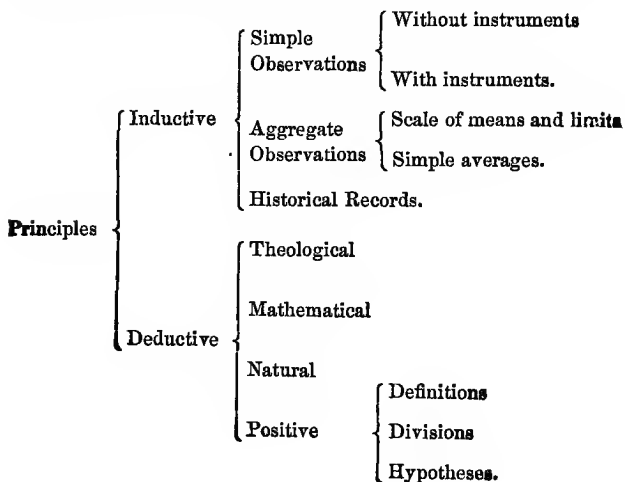 Without instruments
Simple
Observations
With instruments.
Inductive
Scale of means and limits
Aggregate
Observations
Simple averages.
Historical Records.
Principles
Theological
Mathematical
Deductive
Natural
Definitions
Positive
Divisions
Hypotheses.